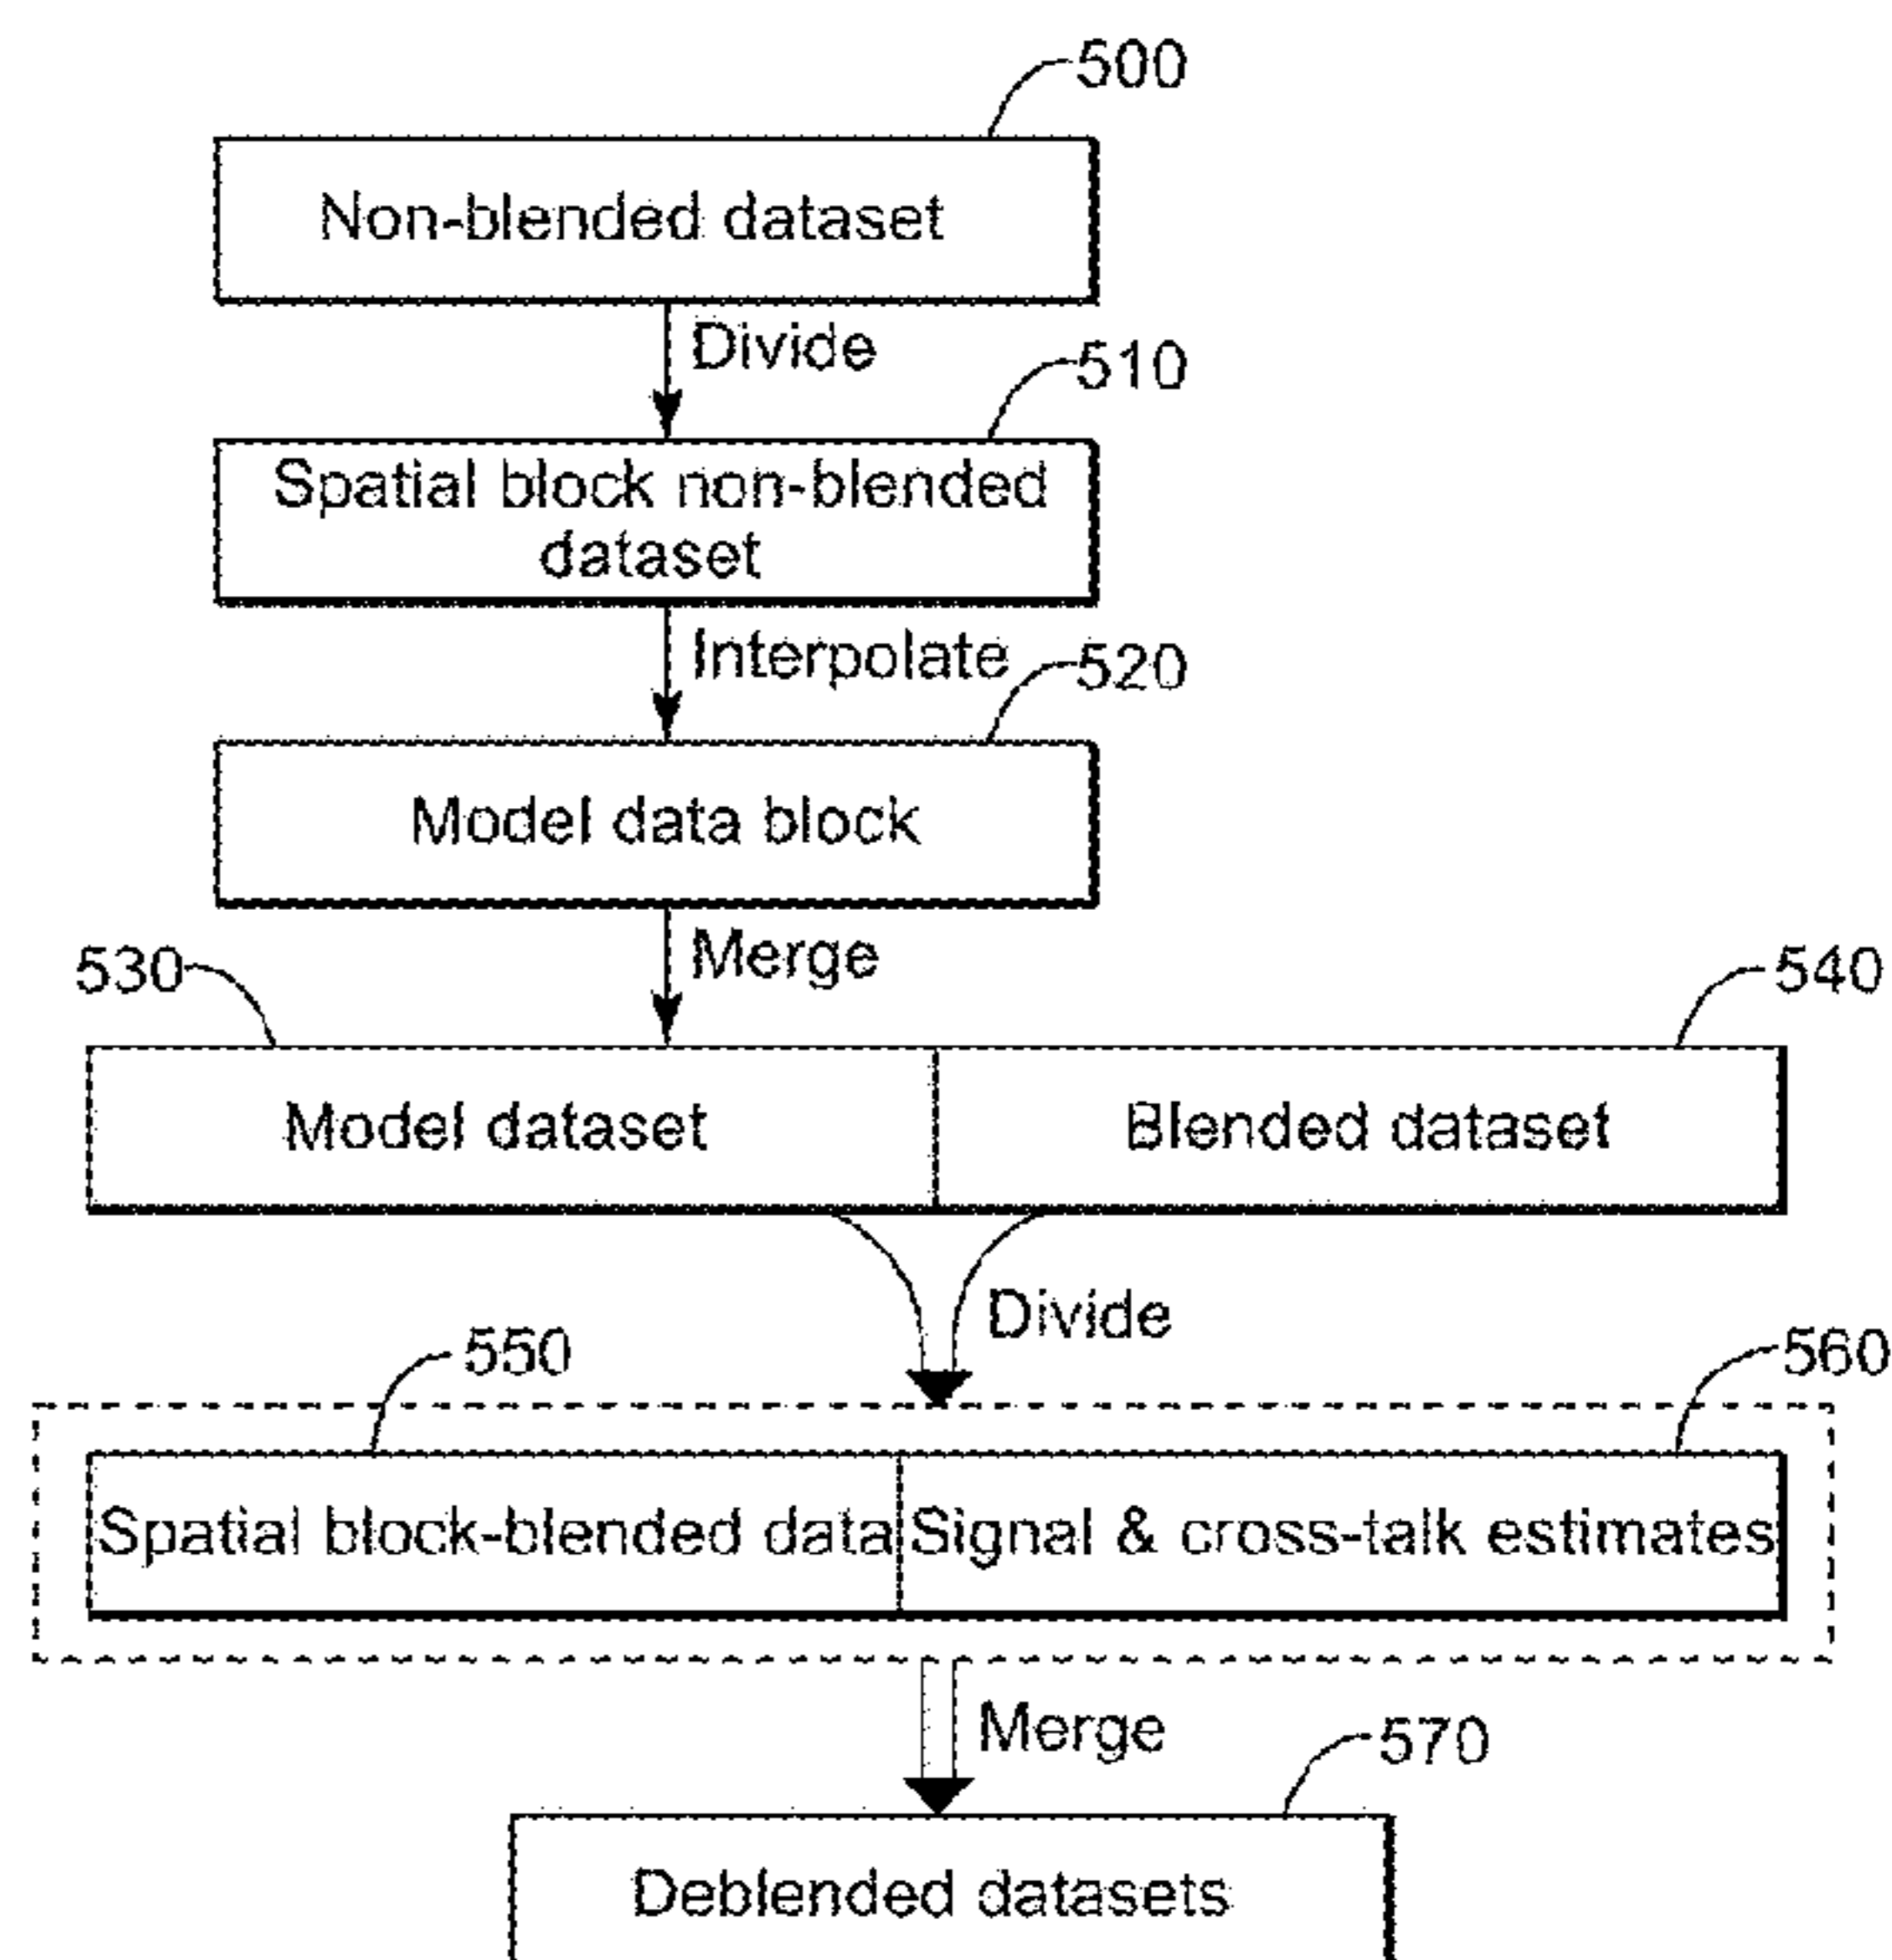 500
Non-blended dataset
Divide
510
Spatial block non-blended
dataset
Interpolate
520
Model data block
Merge
530
540
Model dataset
Blended dataset
Divide
550
560
Spatial block-blended data
Signal & cross-talk estimates
Merge
570
Deblended datasets